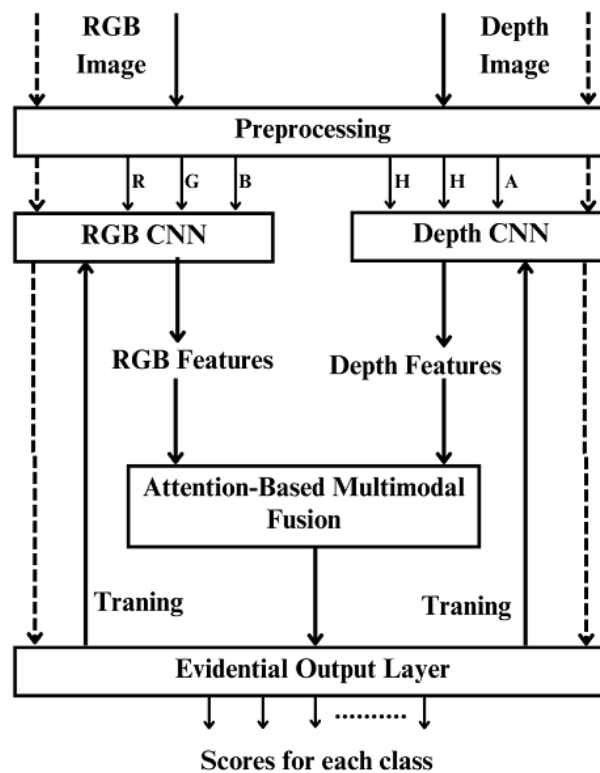 RGB
Image
Depth
Image
Preprocessing
R G B H H A
RGB CNN
Depth CNN
RGB Features
Depth Features
Attention-Based Multimodal
Fusion
Traning
Traning
Evidential Output Layer
Scores for each class